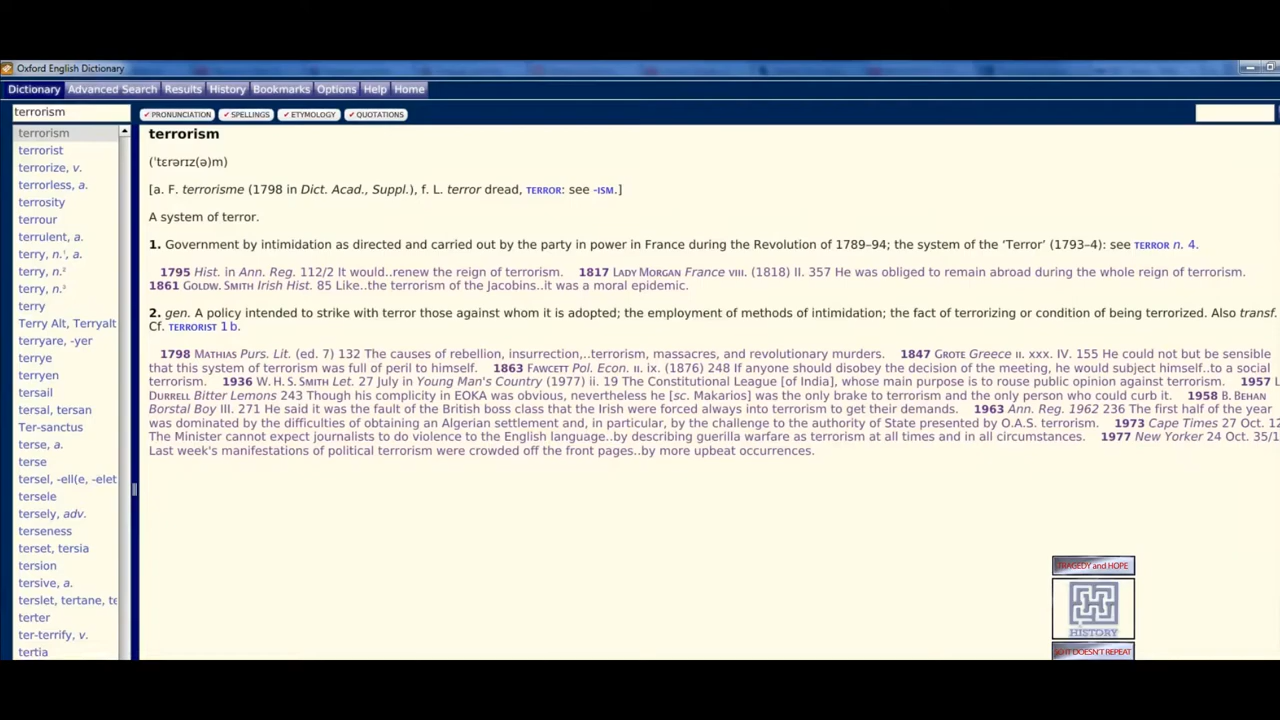 Oxford English Dictionary
Dictionary Advanced Search Results History Bookmarks Options Help Home
terrorism
✓ PRONUNCIATION ✓ SPELLINGS ✓ ETYMOLOGY ✓ QUOTATIONS
terrorism
terrorist
terrorize, v.
terrorless, a.
terrosity
terrour
terrulent, a.
terry, n.¹, a.
terry, n.²
terry, n.³
terry
Terry Alt, Terryalt
terryare, -yer
terrye
terryen
tersail
tersal, tersan
Ter-sanctus
terse, a.
terse
tersel, -ell(e, -elet
tersele
tersely, adv.
terseness
terset, tersia
tersion
tersive, a.
terslet, tertane, te
terter
ter-terrify, v.
tertia
terrorism
(ˈtɛrərɪz(ə)m)
[a. F. terrorisme (1798 in Dict. Acad., Suppl.), f. L. terror dread, TERROR: see -ISM.]
A system of terror.
1. Government by intimidation as directed and carried out by the party in power in France during the Revolution of 1789–94; the system of the ‘Terror’ (1793–4): see TERROR n. 4.
1795 Hist. in Ann. Reg. 112/2 It would..renew the reign of terrorism. 1817 LADY MORGAN France VIII. (1818) II. 357 He was obliged to remain abroad during the whole reign of terrorism.
1861 GOLDW. SMITH Irish Hist. 85 Like..the terrorism of the Jacobins..it was a moral epidemic.
2. gen. A policy intended to strike with terror those against whom it is adopted; the employment of methods of intimidation; the fact of terrorizing or condition of being terrorized. Also transf.
Cf. TERRORIST 1 b.
1798 MATHIAS Purs. Lit. (ed. 7) 132 The causes of rebellion, insurrection,..terrorism, massacres, and revolutionary murders. 1847 GROTE Greece II. xxx. IV. 155 He could not but be sensible
that this system of terrorism was full of peril to himself. 1863 FAWCETT Pol. Econ. II. ix. (1876) 248 If anyone should disobey the decision of the meeting, he would subject himself..to a social
terrorism. 1936 W. H. S. SMITH Let. 27 July in Young Man's Country (1977) ii. 19 The Constitutional League [of India], whose main purpose is to rouse public opinion against terrorism. 1957 L
DURRELL Bitter Lemons 243 Though his complicity in EOKA was obvious, nevertheless he [sc. Makarios] was the only brake to terrorism and the only person who could curb it. 1958 B. BEHAN
Borstal Boy III. 271 He said it was the fault of the British boss class that the Irish were forced always into terrorism to get their demands. 1963 Ann. Reg. 1962 236 The first half of the year
was dominated by the difficulties of obtaining an Algerian settlement and, in particular, by the challenge to the authority of State presented by O.A.S. terrorism. 1973 Cape Times 27 Oct. 12
The Minister cannot expect journalists to do violence to the English language..by describing guerilla warfare as terrorism at all times and in all circumstances. 1977 New Yorker 24 Oct. 35/1
Last week's manifestations of political terrorism were crowded off the front pages..by more upbeat occurrences.
TRAGEDY and HOPE
HISTORY
SO IT DOESN'T REPEAT